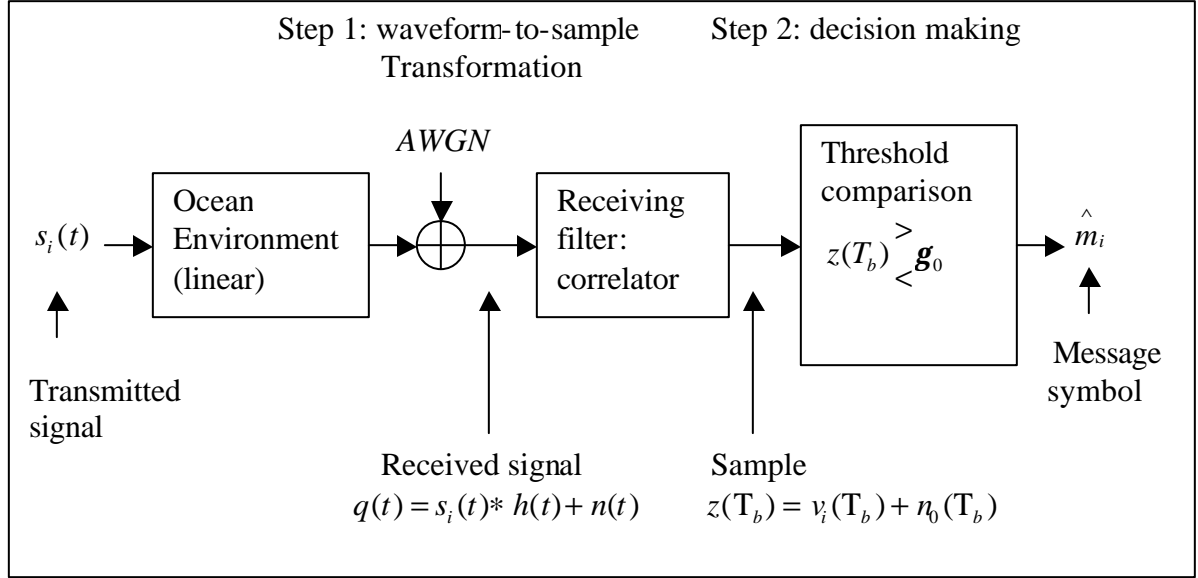 Step 1: waveform-to-sample
Transformation
Step 2: decision making
AWGN
s_i(t)
Ocean
Environment
(linear)
Receiving
filter:
correlator
Threshold
comparison
z(T_b) > < g_0
m̂_i
Transmitted
signal
Message
symbol
Received signal
q(t) = s_i(t)* h(t) + n(t)
Sample
z(T_b) = v_i(T_b) + n_0(T_b)